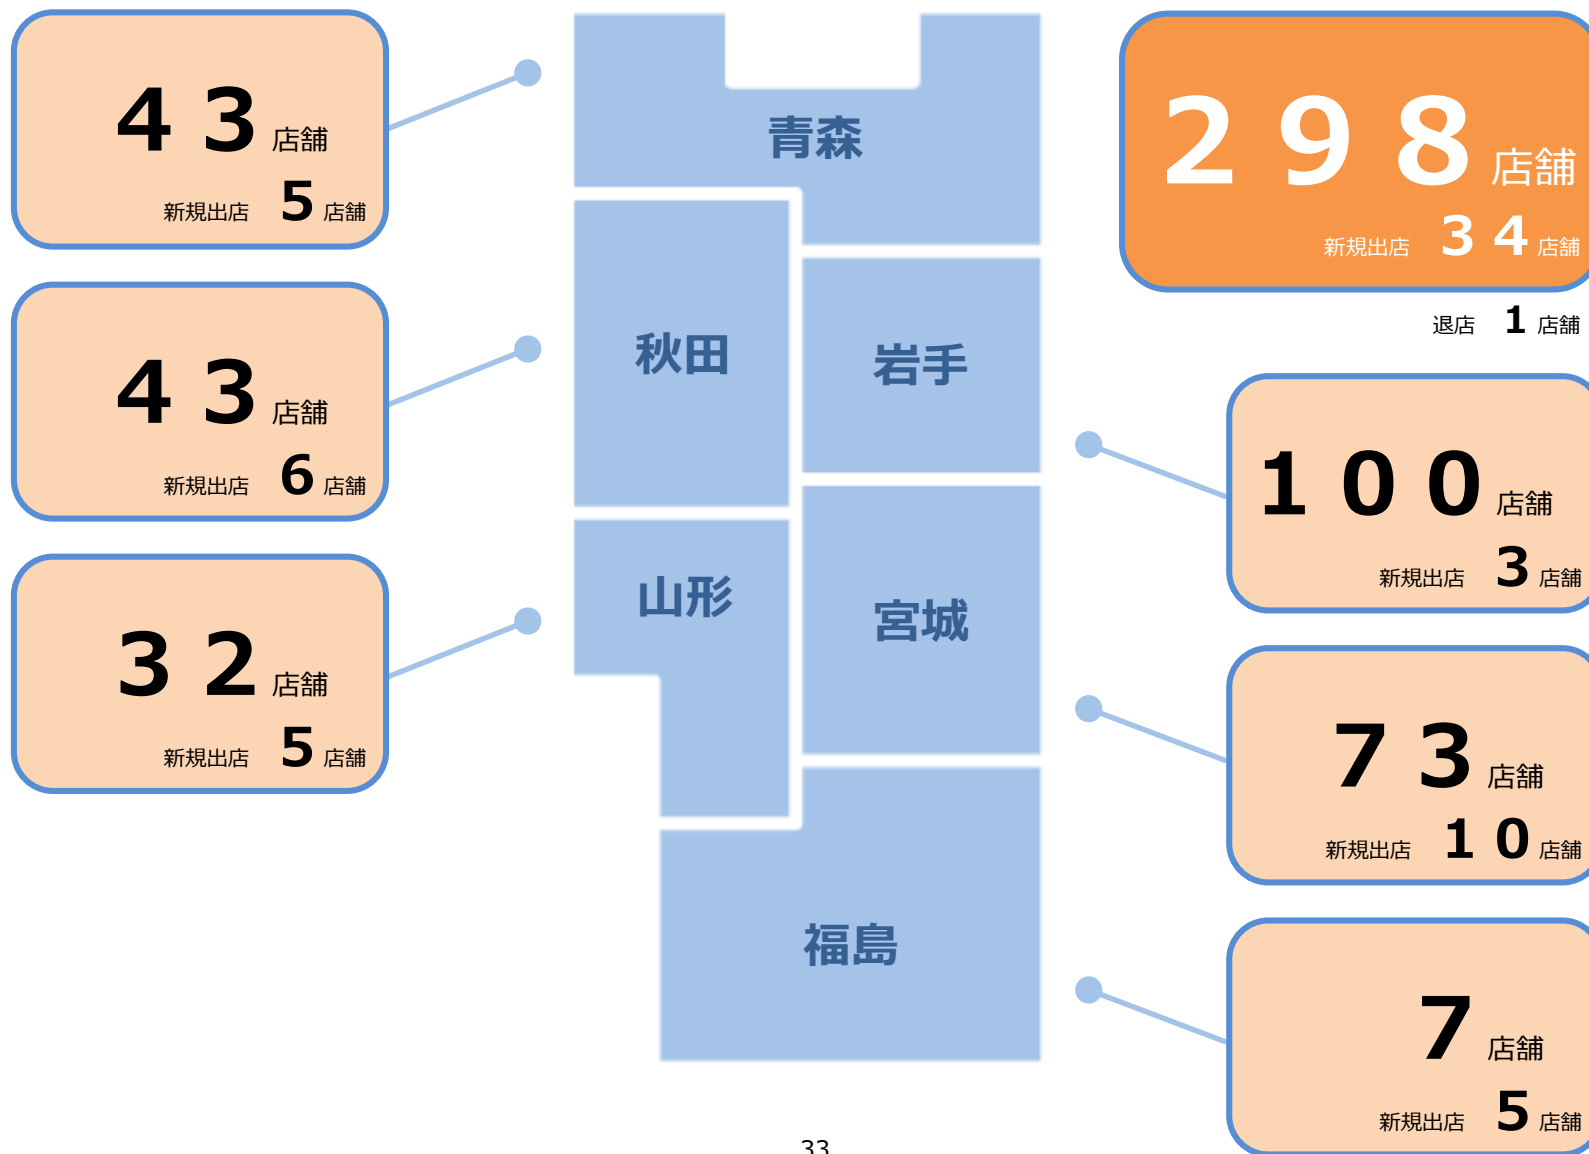 ４３店舗
新規出店　５店舗
青森
２９８店舗
新規出店　３４店舗
退店　１店舗
４３店舗
新規出店　６店舗
秋田
岩手
１００店舗
新規出店　３店舗
３２店舗
新規出店　５店舗
山形
宮城
７３店舗
新規出店　１０店舗
福島
７店舗
新規出店　５店舗
33